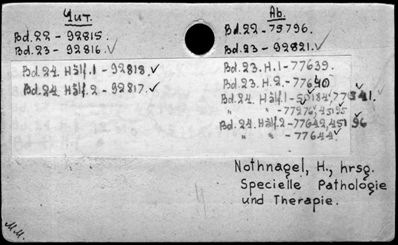 Чит.
Bd. 22 - 92815.
Bd. 23 - 92816.
Bd. 24. Hälf. 1 - 92818.
Bd. 24. Hälf. 2 - 92817.
Ab.
Bd. 22 - 75796.
Bd. 23 - 92821.
Bd. 23. H. 1 - 77639.
Bd. 23. H. 2. - 77640
Bd. 24. Hälf. 1 -
Bd. 24. Hälf. 2 - 77642,
" " - 77644
Nothnagel, H., hrsg.
Specielle Pathologie
und Therapie.
M.M.